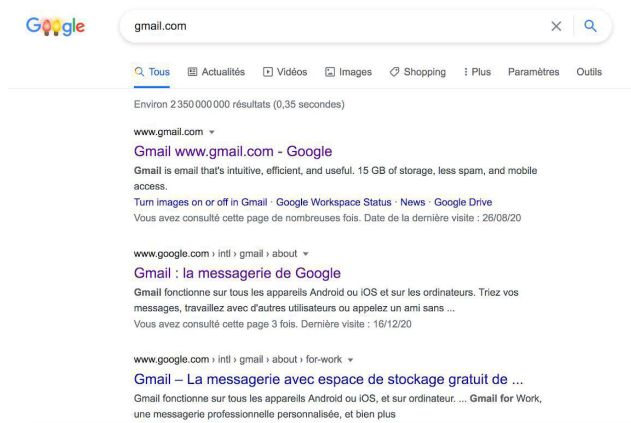 Google
gmail.com
Tous Actualités Vidéos Images Shopping Plus Paramètres Outils
Environ 2 350 000 000 résultats (0,35 secondes)
www.gmail.com
Gmail www.gmail.com - Google
Gmail is email that's intuitive, efficient, and useful. 15 GB of storage, less spam, and mobile
access.
Turn images on or off in Gmail · Google Workspace Status · News · Google Drive
Vous avez consulté cette page de nombreuses fois. Date de la dernière visite : 26/08/20
www.google.com › intl › gmail › about
Gmail : la messagerie de Google
Gmail fonctionne sur tous les appareils Android ou iOS et sur les ordinateurs. Triez vos
messages, travaillez avec d'autres utilisateurs ou appelez un ami sans ...
Vous avez consulté cette page 3 fois. Dernière visite : 16/12/20
www.google.com › intl › gmail › about › for-work
Gmail – La messagerie avec espace de stockage gratuit de ...
Gmail fonctionne sur tous les appareils Android ou iOS, et sur ordinateur. ... Gmail for Work,
une messagerie professionnelle personnalisée, et bien plus